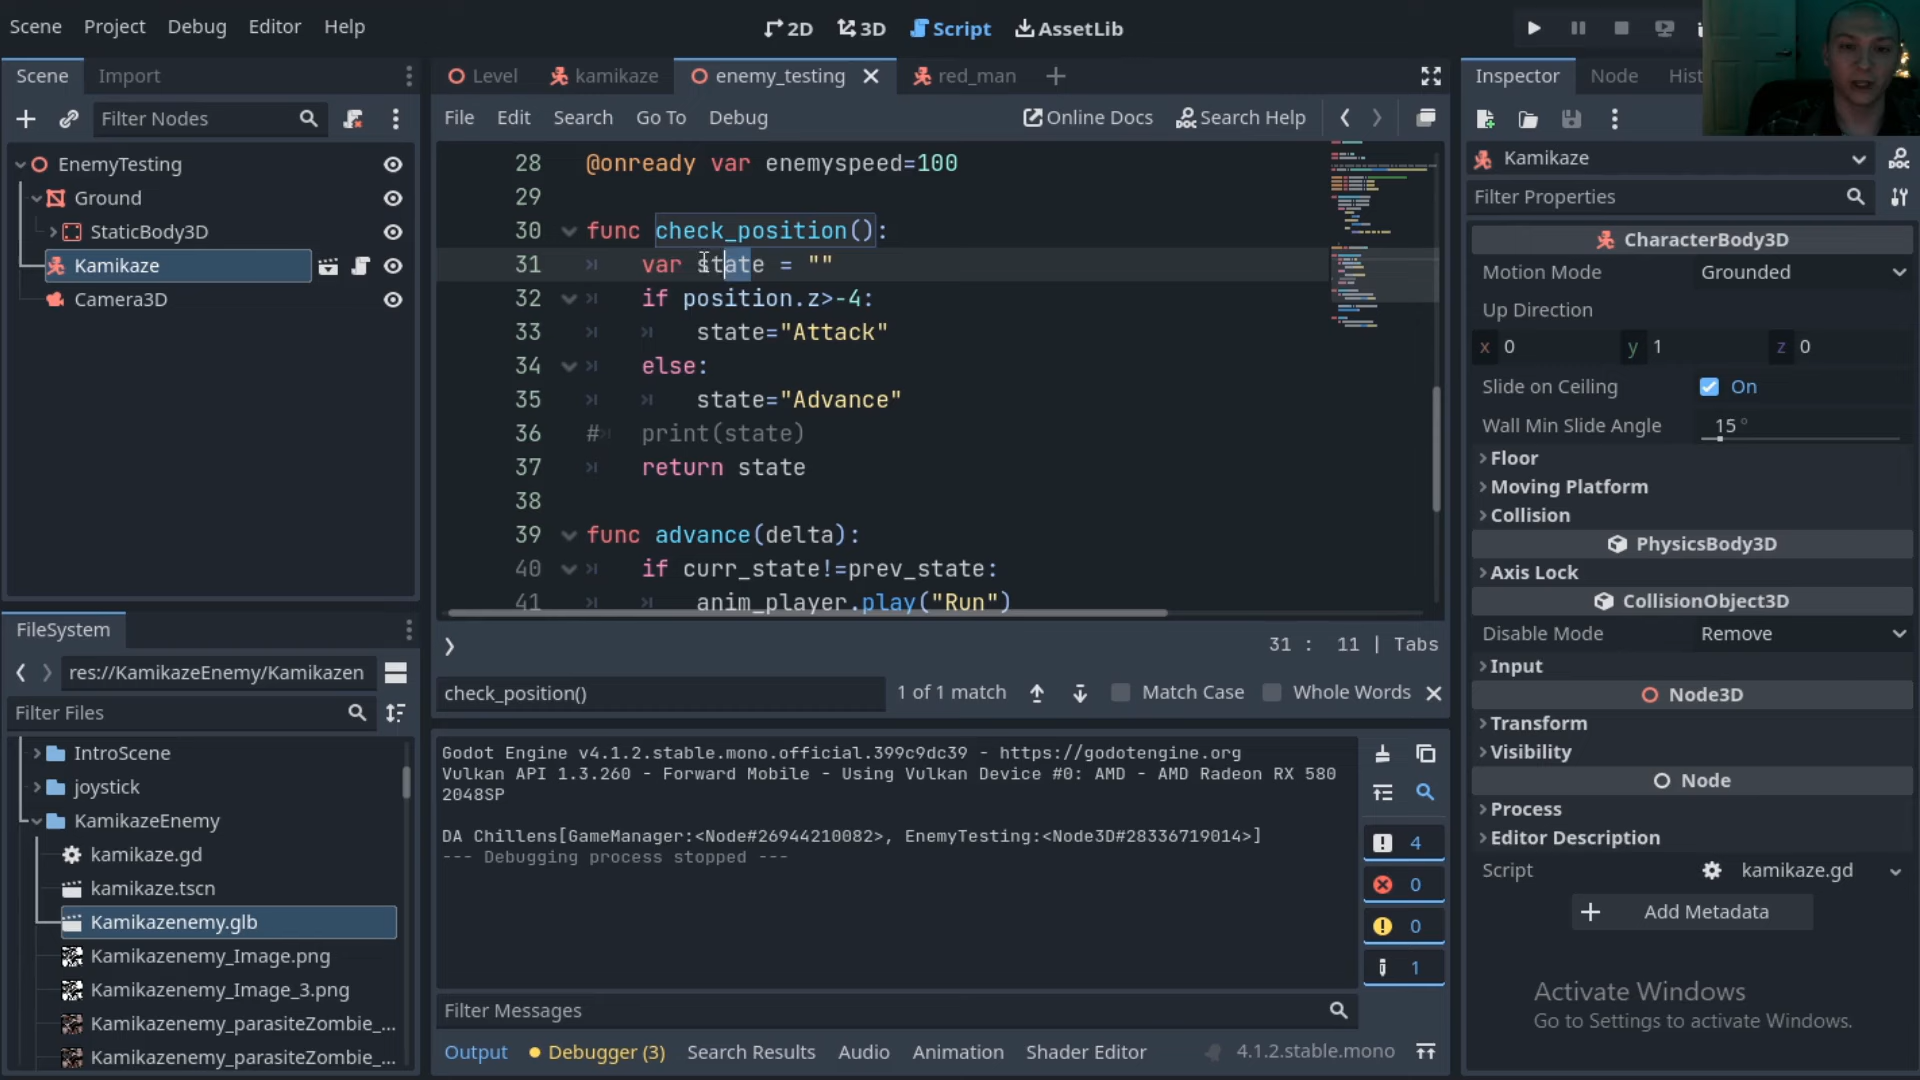 Scene Project Debug Editor Help
2D 3D Script AssetLib
Scene Import
Level kamikaze enemy_testing red_man
Inspector Node Hist
Filter Nodes
File Edit Search Go To Debug
Online Docs Search Help
EnemyTesting
Ground
StaticBody3D
Kamikaze
Camera3D
28 @onready var enemyspeed=100
29
30 func check_position():
31 var state = ""
32 if position.z>-4:
33 state="Attack"
34 else:
35 state="Advance"
36 # print(state)
37 return state
38
39 func advance(delta):
40 if curr_state!=prev_state:
41 anim_player.play("Run")
31 : 11 | Tabs
check_position()
1 of 1 match
Match Case
Whole Words
Godot Engine v4.1.2.stable.mono.official.399c9dc39 - https://godotengine.org
Vulkan API 1.3.260 - Forward Mobile - Using Vulkan Device #0: AMD - AMD Radeon RX 580
2048SP
DA Chillens[GameManager:<Node#26944210082>, EnemyTesting:<Node3D#28336719014>]
--- Debugging process stopped ---
4
0
0
1
Filter Messages
Output Debugger (3) Search Results Audio Animation Shader Editor
4.1.2.stable.mono
FileSystem
res://KamikazeEnemy/Kamikazen
Filter Files
IntroScene
joystick
KamikazeEnemy
kamikaze.gd
kamikaze.tscn
Kamikazenemy.glb
Kamikazenemy_Image.png
Kamikazenemy_Image_3.png
Kamikazenemy_parasiteZombie_...
Kamikazenemy_parasiteZombie_...
Kamikaze
Filter Properties
CharacterBody3D
Motion Mode Grounded
Up Direction
x 0 y 1 z 0
Slide on Ceiling On
Wall Min Slide Angle 15 °
Floor
Moving Platform
Collision
PhysicsBody3D
Axis Lock
CollisionObject3D
Disable Mode Remove
Input
Node3D
Transform
Visibility
Node
Process
Editor Description
Script kamikaze.gd
Add Metadata
Activate Windows
Go to Settings to activate Windows.